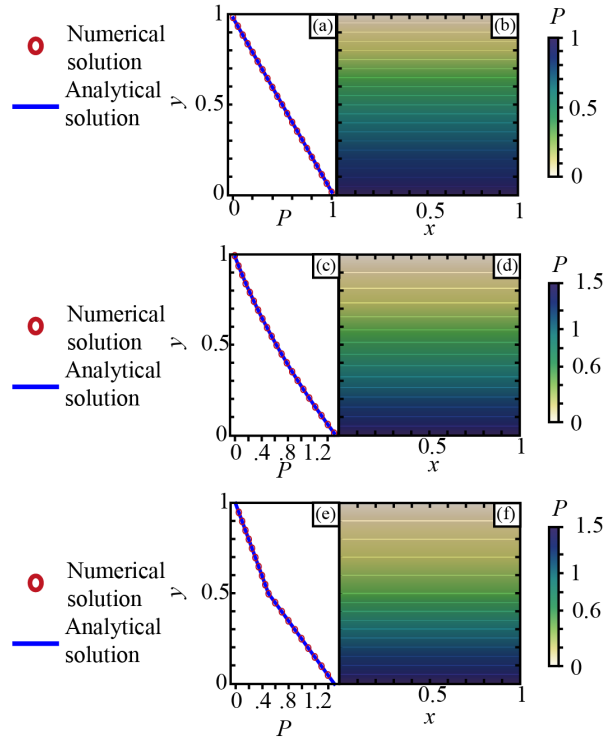 Numerical
solution
Analytical
solution
(a)
(b)
1
0.5
0
y
0
1
P
0.5
1
x
P
1
0.5
0
Numerical
solution
Analytical
solution
(c)
(d)
1
0.5
0
y
0 .4 .8 1.2
P
0.5
1
x
P
1.5
1
0.6
0
Numerical
solution
Analytical
solution
(e)
(f)
1
0.5
0
y
0 .4 .8 1.2
P
0.5
1
x
P
1.5
1
0.6
0